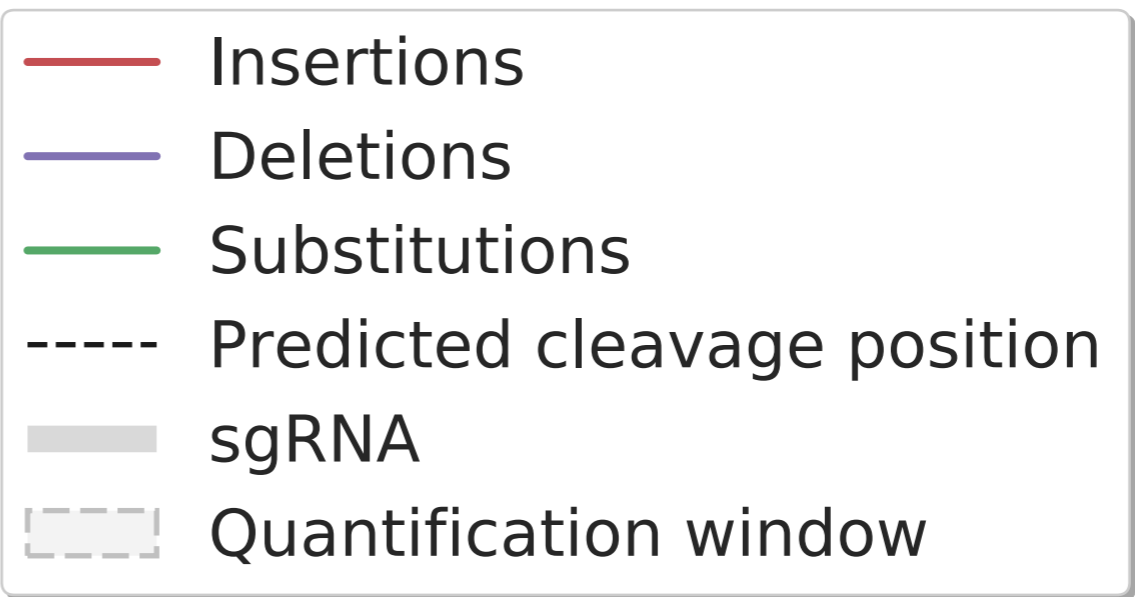 Insertions
Deletions
Substitutions
Predicted cleavage position
sgRNA
Quantification window